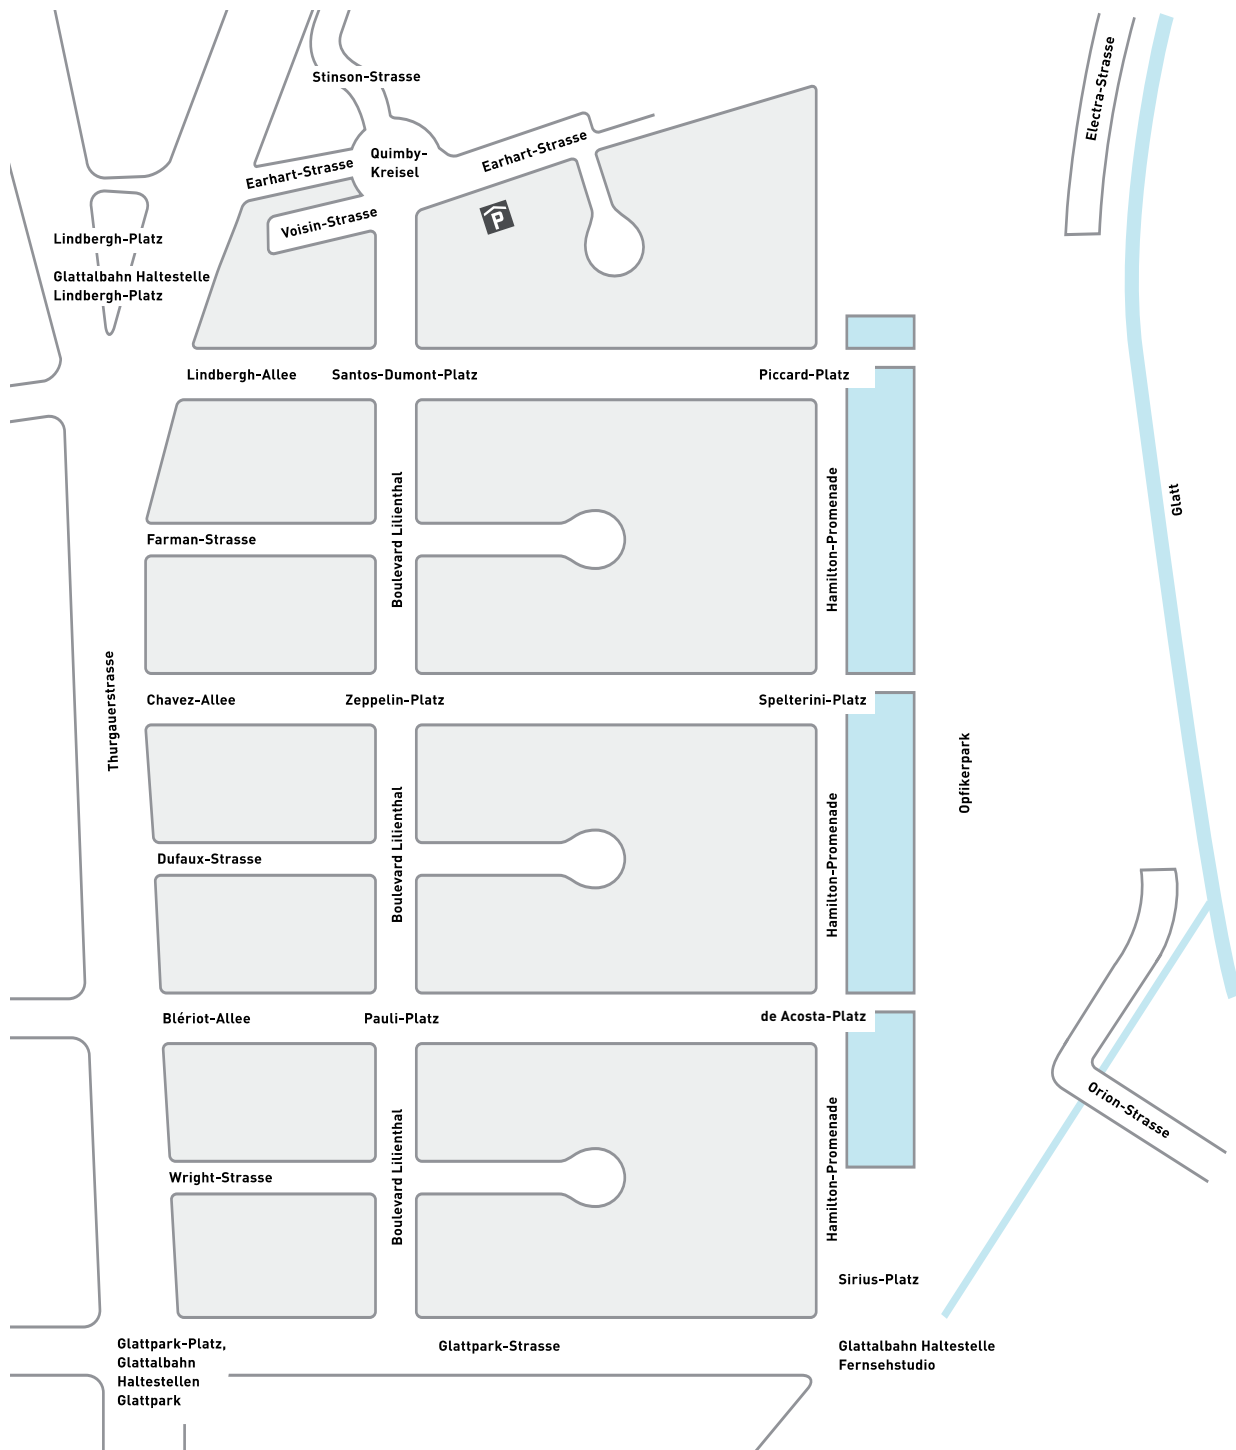 Electra-Strasse
Stinson-Strasse
Earhart-Strasse
Quimby-
Kreisel
Earhart-Strasse
P
Voisin-Strasse
Lindbergh-Platz
Glattalbahn Haltestelle
Lindbergh-Platz
Lindbergh-Allee
Santos-Dumont-Platz
Piccard-Platz
Boulevard Lilienthal
Hamilton-Promenade
Glatt
Farman-Strasse
Thurgauerstrasse
Chavez-Allee
Zeppelin-Platz
Spelterini-Platz
Opfikerpark
Boulevard Lilienthal
Hamilton-Promenade
Dufaux-Strasse
Blériot-Allee
Pauli-Platz
de Acosta-Platz
Orion-Strasse
Boulevard Lilienthal
Hamilton-Promenade
Wright-Strasse
Sirius-Platz
Glattpark-Platz,
Glattalbahn
Haltestellen
Glattpark
Glattpark-Strasse
Glattalbahn Haltestelle
Fernsehstudio